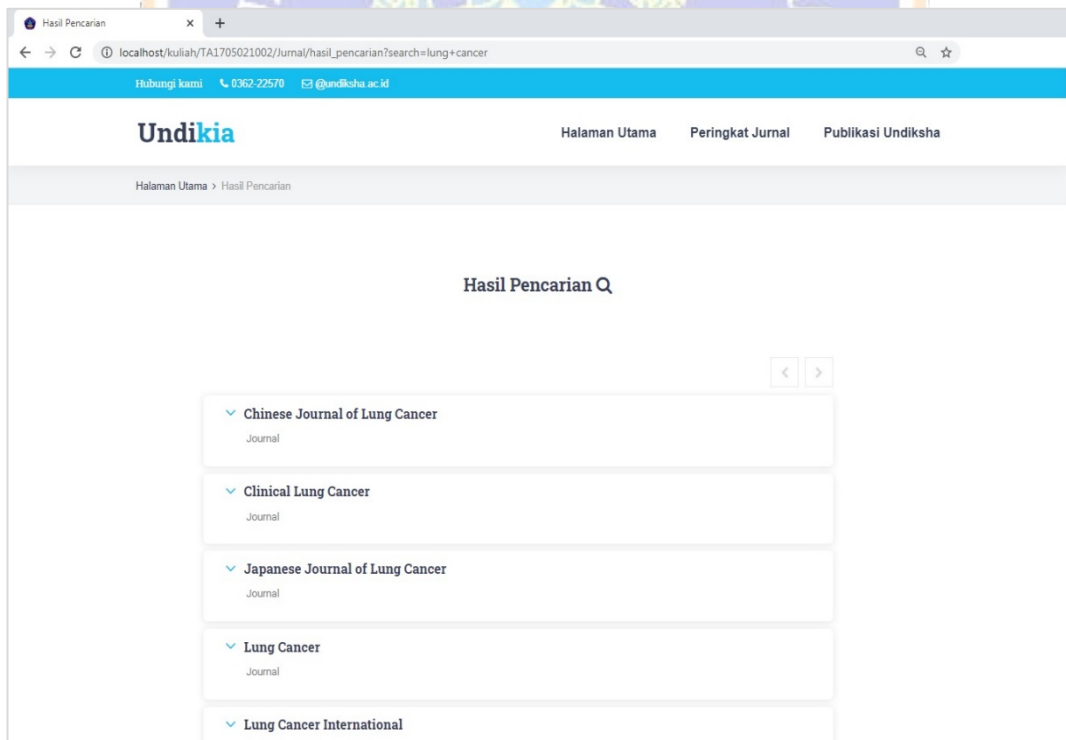 Hasil Pencarian
localhost/kuliah/TA1705021002/Jurnal/hasil_pencarian?search=lung+cancer
Hubungi kami 0362-22570 @undiksha.ac.id
Undikia Halaman Utama Peringkat Jurnal Publikasi Undiksha
Halaman Utama > Hasil Pencarian
Hasil Pencarian
Chinese Journal of Lung Cancer
Journal
Clinical Lung Cancer
Journal
Japanese Journal of Lung Cancer
Journal
Lung Cancer
Journal
Lung Cancer International